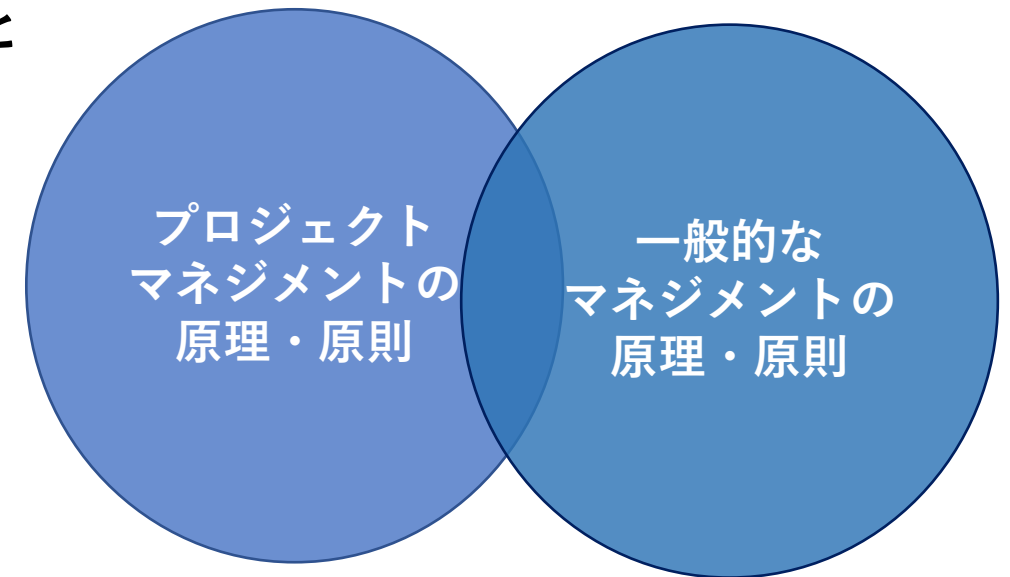 と
プロジェクト
マネジメントの
原理・原則
一般的な
マネジメントの
原理・原則